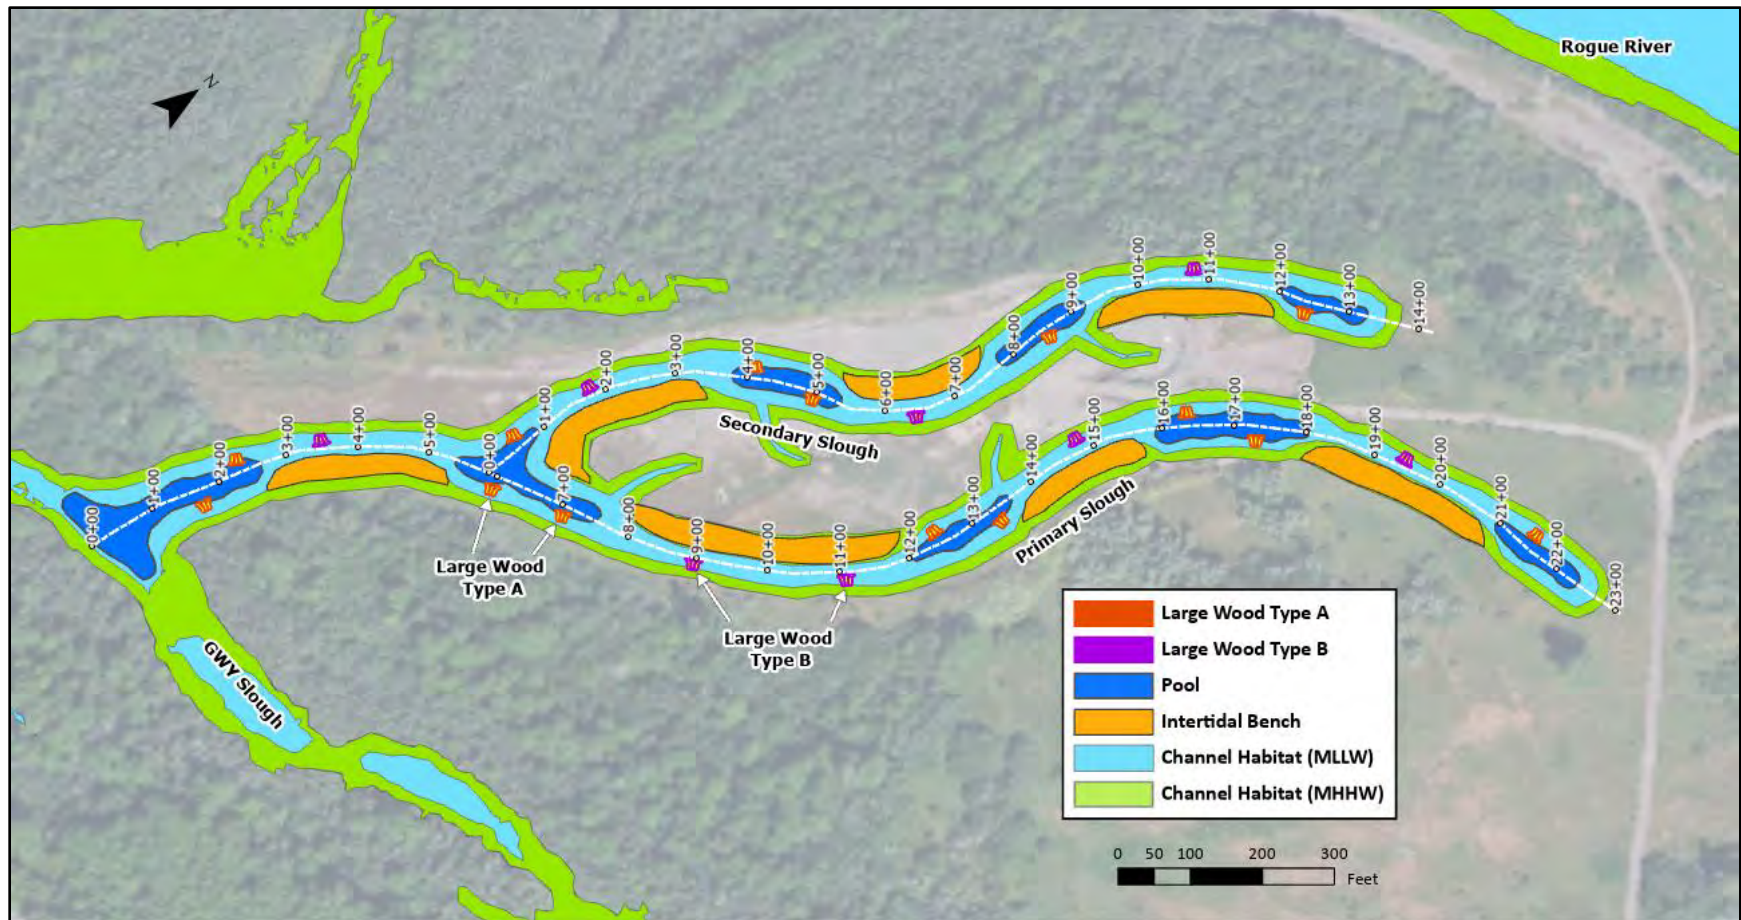 Rogue River
N
10+00
11+00
12+00
13+00
14+00
9+00
8+00
7+00
6+00
5+00
4+00
3+00
2+00
1+00
0+00
Secondary Slough
0+00
1+00
2+00
3+00
4+00
5+00
7+00
8+00
9+00
10+00
11+00
12+00
13+00
14+00
15+00
16+00
17+00
18+00
19+00
20+00
21+00
22+00
23+00
Primary Slough
Large Wood
Type A
Large Wood
Type B
GWY Slough
Large Wood Type A
Large Wood Type B
Pool
Intertidal Bench
Channel Habitat (MLLW)
Channel Habitat (MHHW)
0 50 100 200 300
Feet